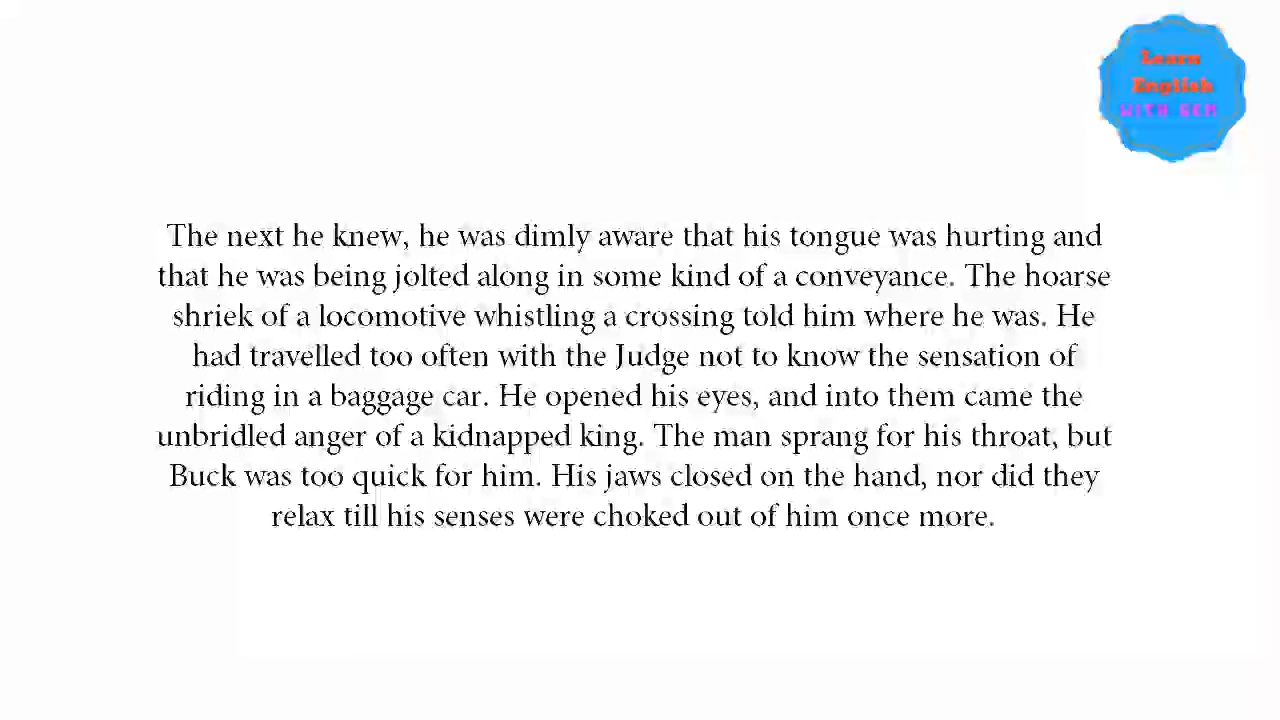 Learn
English
WITH GEM
The next he knew, he was dimly aware that his tongue was hurting and
that he was being jolted along in some kind of a conveyance. The hoarse
shriek of a locomotive whistling a crossing told him where he was. He
had travelled too often with the Judge not to know the sensation of
riding in a baggage car. He opened his eyes, and into them came the
unbridled anger of a kidnapped king. The man sprang for his throat, but
Buck was too quick for him. His jaws closed on the hand, nor did they
relax till his senses were choked out of him once more.